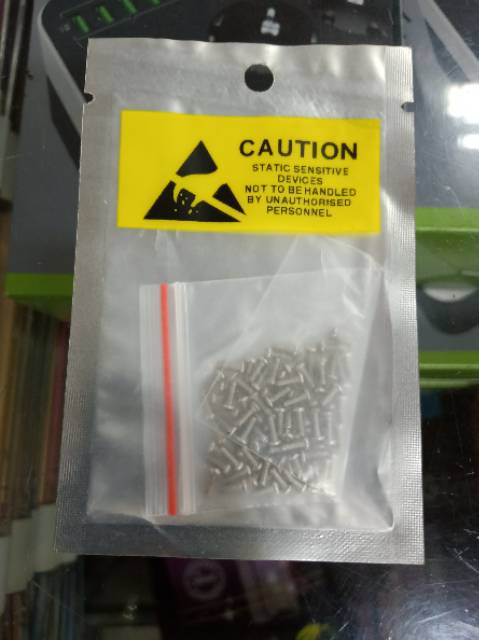 CAUTION
STATIC SENSITIVE
DEVICES
NOT TO BE HANDLED
BY UNAUTHORISED
PERSONNEL